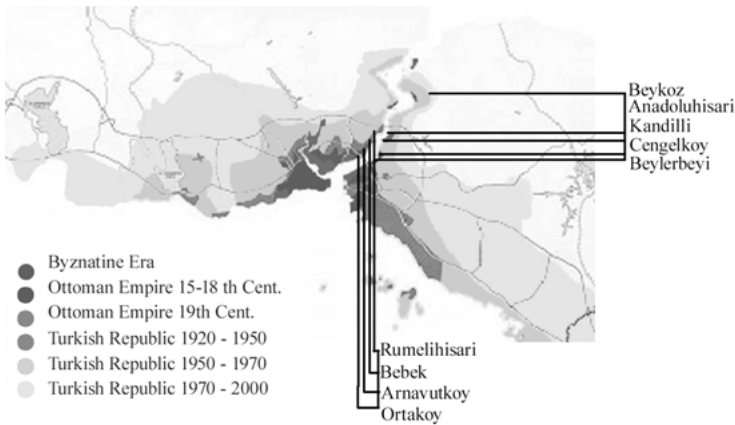 Beykoz
Anadoluhisari
Kandilli
Cengelkoy
Beylerbeyi
Byznatine Era
Ottoman Empire 15-18 th Cent.
Ottoman Empire 19th Cent.
Turkish Republic 1920 - 1950
Turkish Republic 1950 - 1970
Turkish Republic 1970 - 2000
Rumelihisari
Bebek
Arnavutkoy
Ortakoy